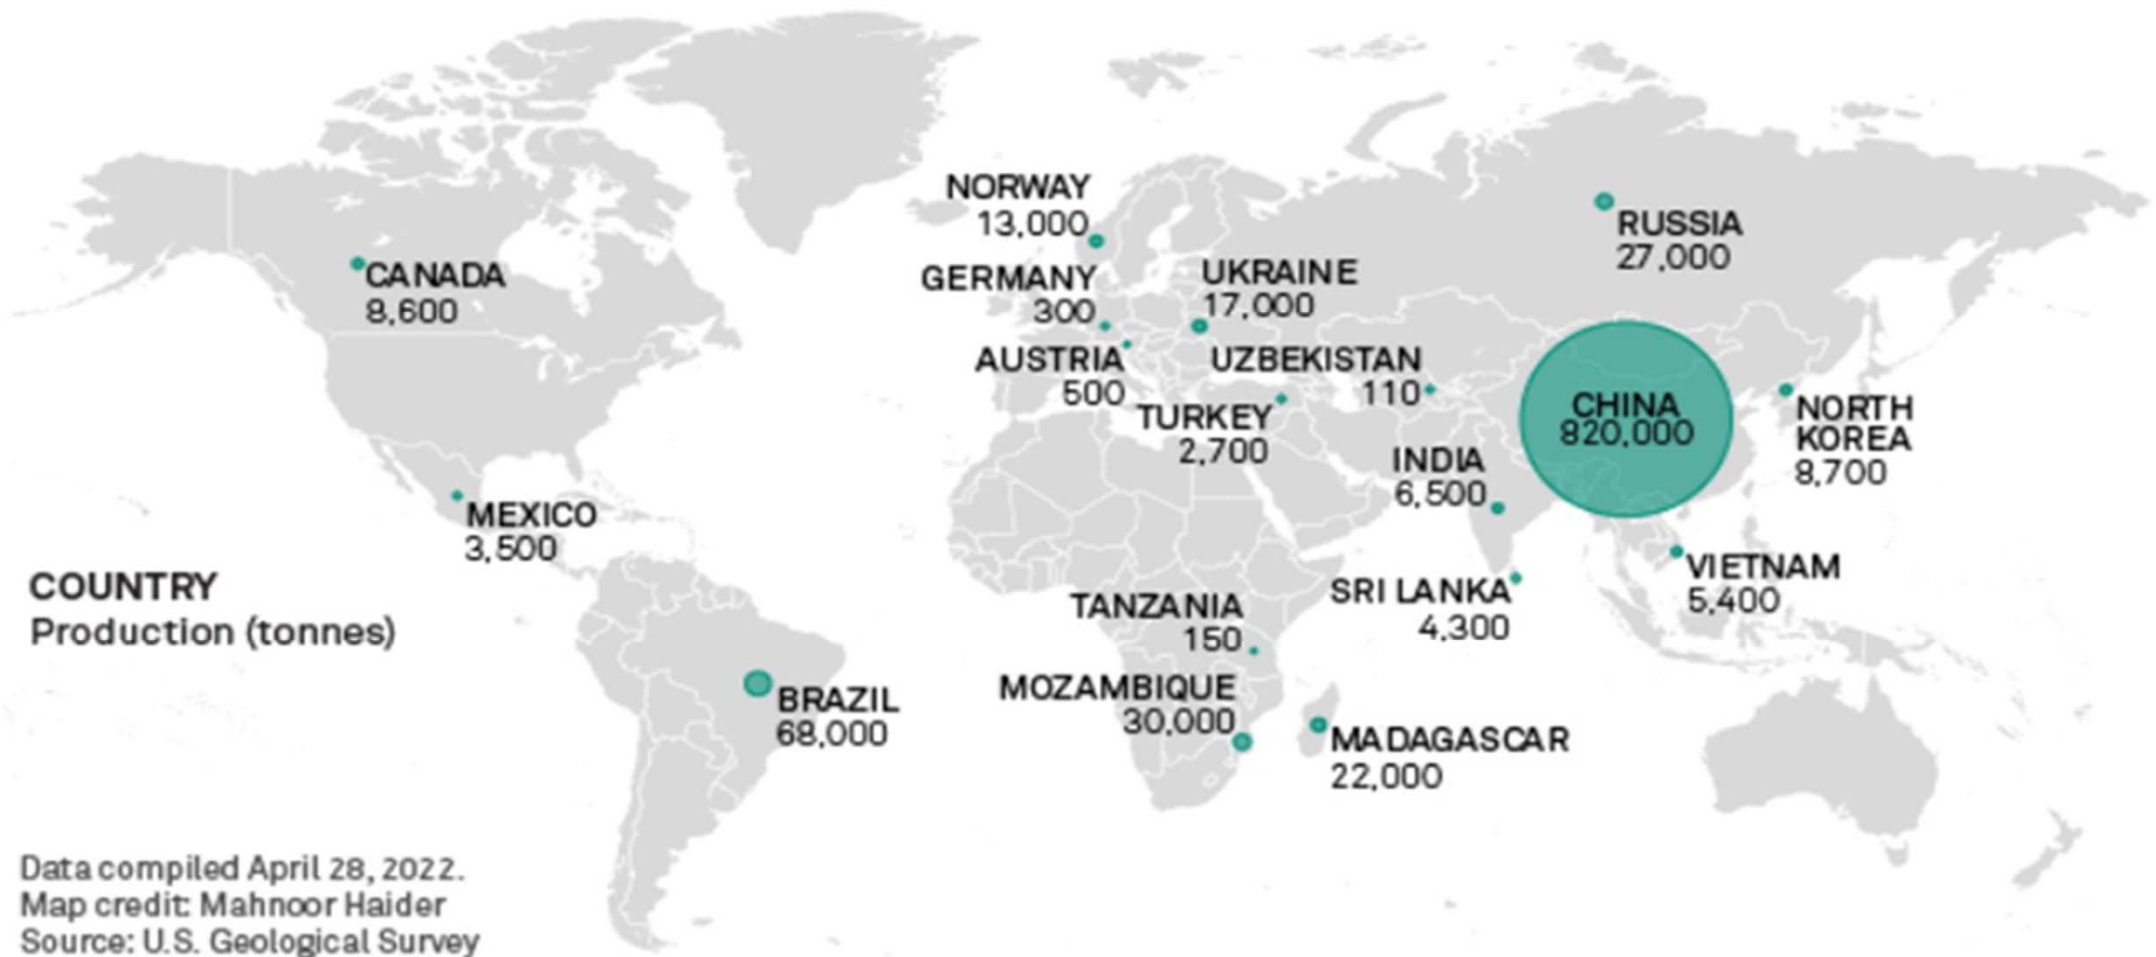 NORWAY
13,000
RUSSIA
27,000
CANADA
8,600
GERMANY
300
UKRAINE
17,000
AUSTRIA
500
UZBEKISTAN
110
CHINA
820,000
NORTH
KOREA
8,700
TURKEY
2,700
INDIA
6,500
MEXICO
3,500
VIETNAM
5,400
SRI LANKA
4,300
COUNTRY
Production (tonnes)
TANZANIA
150
MOZAMBIQUE
30,000
BRAZIL
68,000
MADAGASCAR
22,000
Data compiled April 28, 2022.
Map credit: Mahnoor Haider
Source: U.S. Geological Survey